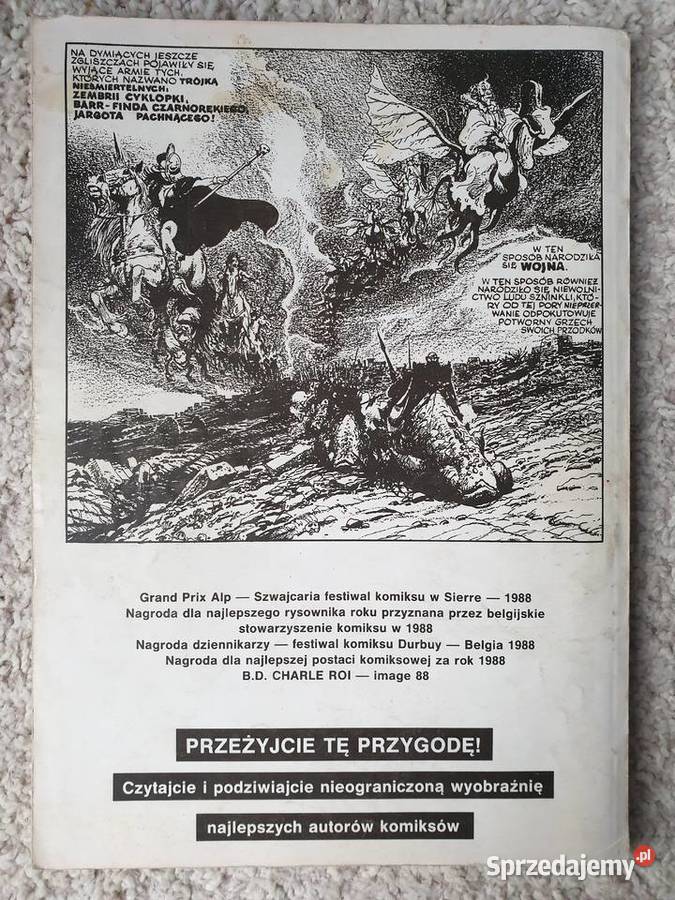 NA DYMIĄCYCH JESZCZE
ZGLISZCZACH POJAWIŁY SIĘ
WYJĄCE ARMIE TYCH,
KTÓRYCH NAZWANO TRÓJKĄ
NIEŚMIERTELNYCH:
ZEMBRII CYKLOPKI,
BARR-FINDA CZARNORĘKIEGO,
JARGOTA PACHNĄCEGO!
W TEN
SPOSÓB NARODZIŁA
SIĘ WOJNA.
W TEN SPOSÓB RÓWNIEŻ
NARODZIŁO SIĘ NIEWOLNI-
CTWO LUDU SZNINKLI, KTÓ-
RY OD TEJ PORY NIEPRZER-
WANIE ODPOKUTOWUJE
POTWORNY GRZECH
SWOICH PRZODKÓW
Grand Prix Alp — Szwajcaria festiwal komiksu w Sierre — 1988
Nagroda dla najlepszego rysownika roku przyznana przez belgijskie
stowarzyszenie komiksu w 1988
Nagroda dziennikarzy — festiwal komiksu Durbuy — Belgia 1988
Nagroda dla najlepszej postaci komiksowej za rok 1988
B.D. CHARLE ROI — image 88
PRZEŻYJCIE TĘ PRZYGODĘ!
Czytajcie i podziwiajcie nieograniczoną wyobraźnię
najlepszych autorów komiksów
Sprzedajemy.pl